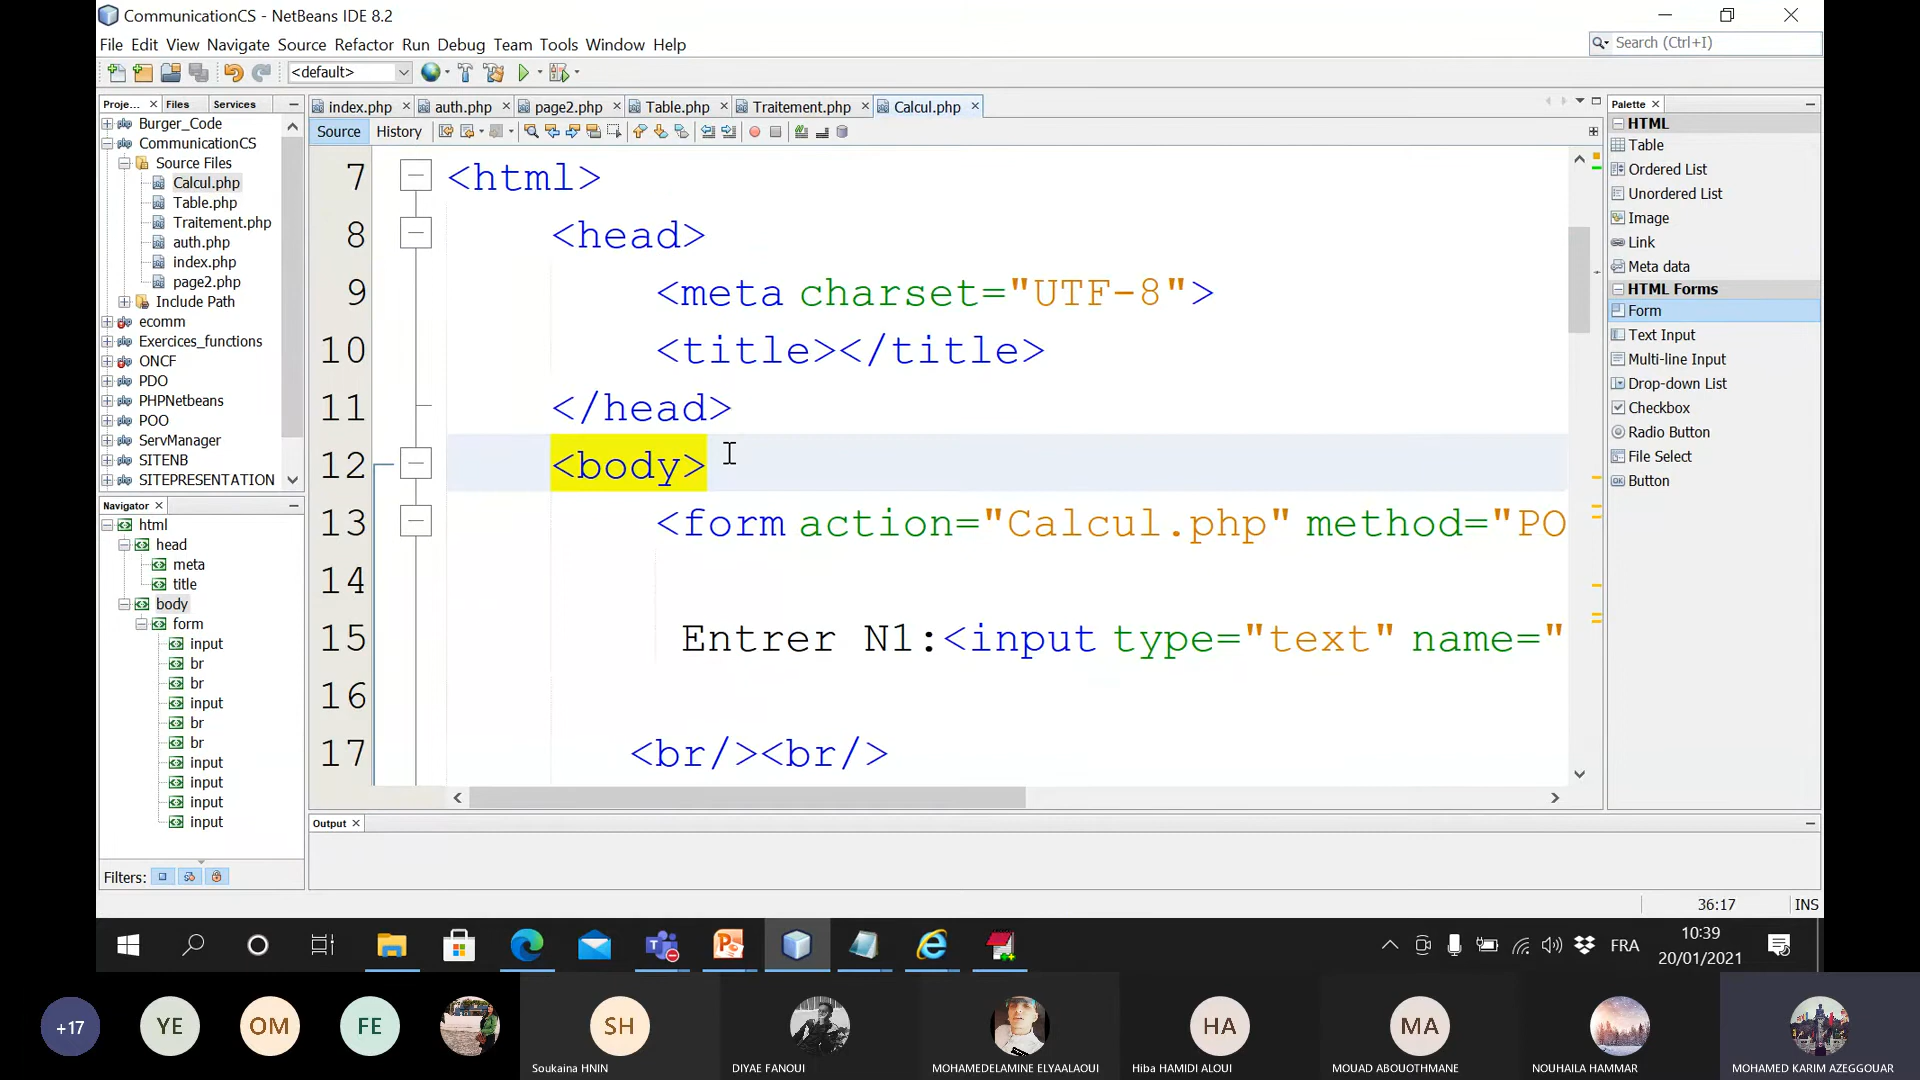 CommunicationCS - NetBeans IDE 8.2
File Edit View Navigate Source Refactor Run Debug Team Tools Window Help
Search (Ctrl+I)
<default>
Proje... Files Services
index.php auth.php page2.php Table.php Traitement.php Calcul.php
Palette
Source History
HTML
Table
Ordered List
Unordered List
Image
Link
Meta data
HTML Forms
Form
Text Input
Multi-line Input
Drop-down List
Checkbox
Radio Button
File Select
Button
Burger_Code
CommunicationCS
Source Files
Calcul.php
Table.php
Traitement.php
auth.php
index.php
page2.php
Include Path
ecomm
Exercices_functions
ONCF
PDO
PHPNetbeans
POO
ServManager
SITENB
SITEPRESENTATION
7 <html>
8 <head>
9 <meta charset="UTF-8">
10 <title></title>
11 </head>
12 <body>
13 <form action="Calcul.php" method="PO
14
15 Entrer N1:<input type="text" name="
16
17 <br/><br/>
Navigator
html
head
meta
title
body
form
input
br
br
input
br
br
input
input
input
input
Filters:
Output
36:17 INS
FRA
10:39
20/01/2021
+17
YE
OM
FE
SH
Soukaina HNIN
DIYAE FANOUI
MOHAMEDELAMINE ELYAALAOUI
HA
Hiba HAMIDI ALOUI
MA
MOUAD ABOUOTHMANE
NOUHAILA HAMMAR
MOHAMED KARIM AZEGGOUAR